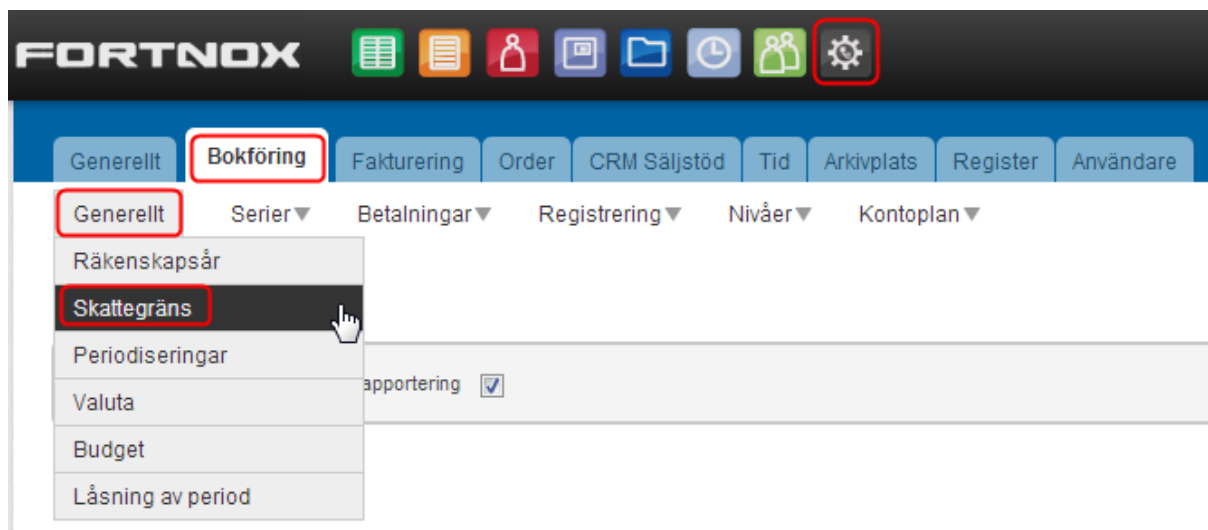 FORTNOX
Generellt Bokföring Fakturering Order CRM Säljstöd Tid Arkivplats Register Användare
Generellt Serier▼ Betalningar▼ Registrering▼ Nivåer▼ Kontoplan▼
Räkenskapsår
Skattegräns
Periodiseringar
apportering
Valuta
Budget
Låsning av period